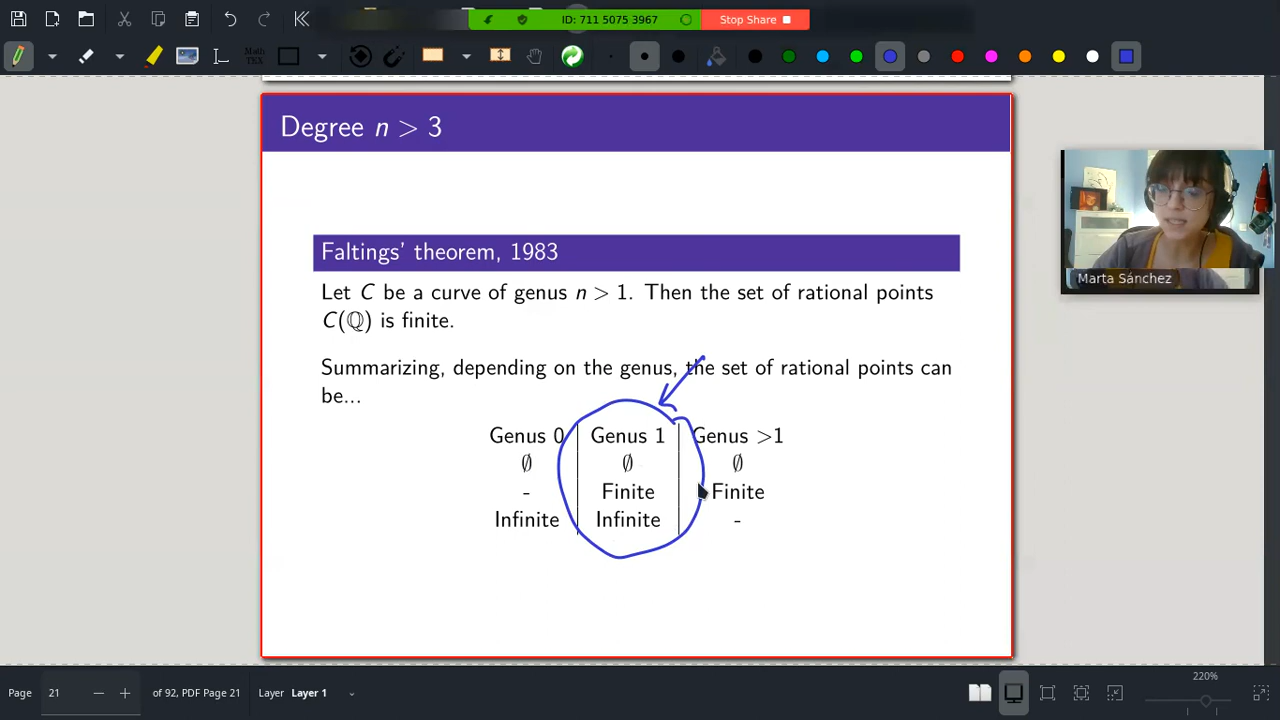 ID: 711 5075 3967
Stop Share
Math
TEX
Degree n > 3
Faltings' theorem, 1983
Let C be a curve of genus n > 1. Then the set of rational points
C(ℚ) is finite.
Summarizing, depending on the genus, the set of rational points can
be...
Genus 0 Genus 1 Genus >1
∅ ∅ ∅
- Finite Finite
Infinite Infinite -
Marta Sánchez
Page 21 of 92, PDF Page 21 Layer Layer 1
220%